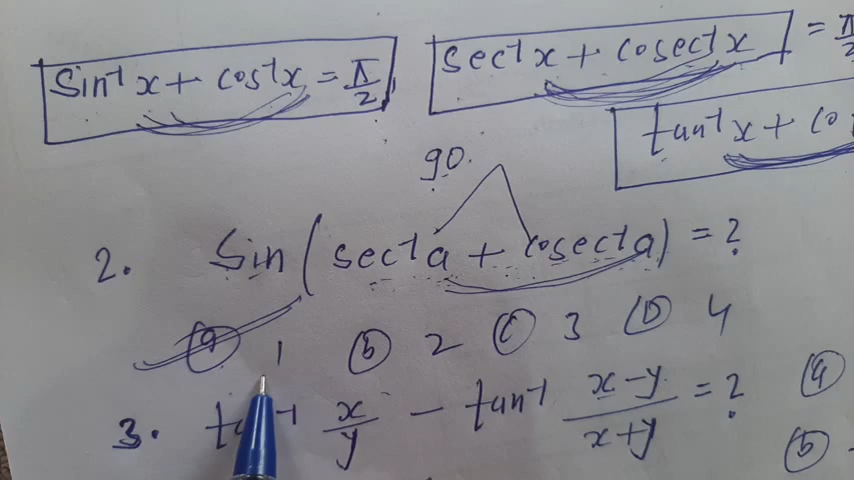 sin⁻¹x + cos⁻¹x = π/2
sec⁻¹x + cosec⁻¹x = π/2
tan⁻¹x + co
90.
2. Sin(sec⁻¹a + cosec⁻¹a) = ?
(a) 1 (b) 2 (c) 3 (D) 4
3. tan⁻¹ x/y − tan⁻¹ x−y/x+y = ? (a)
(b)